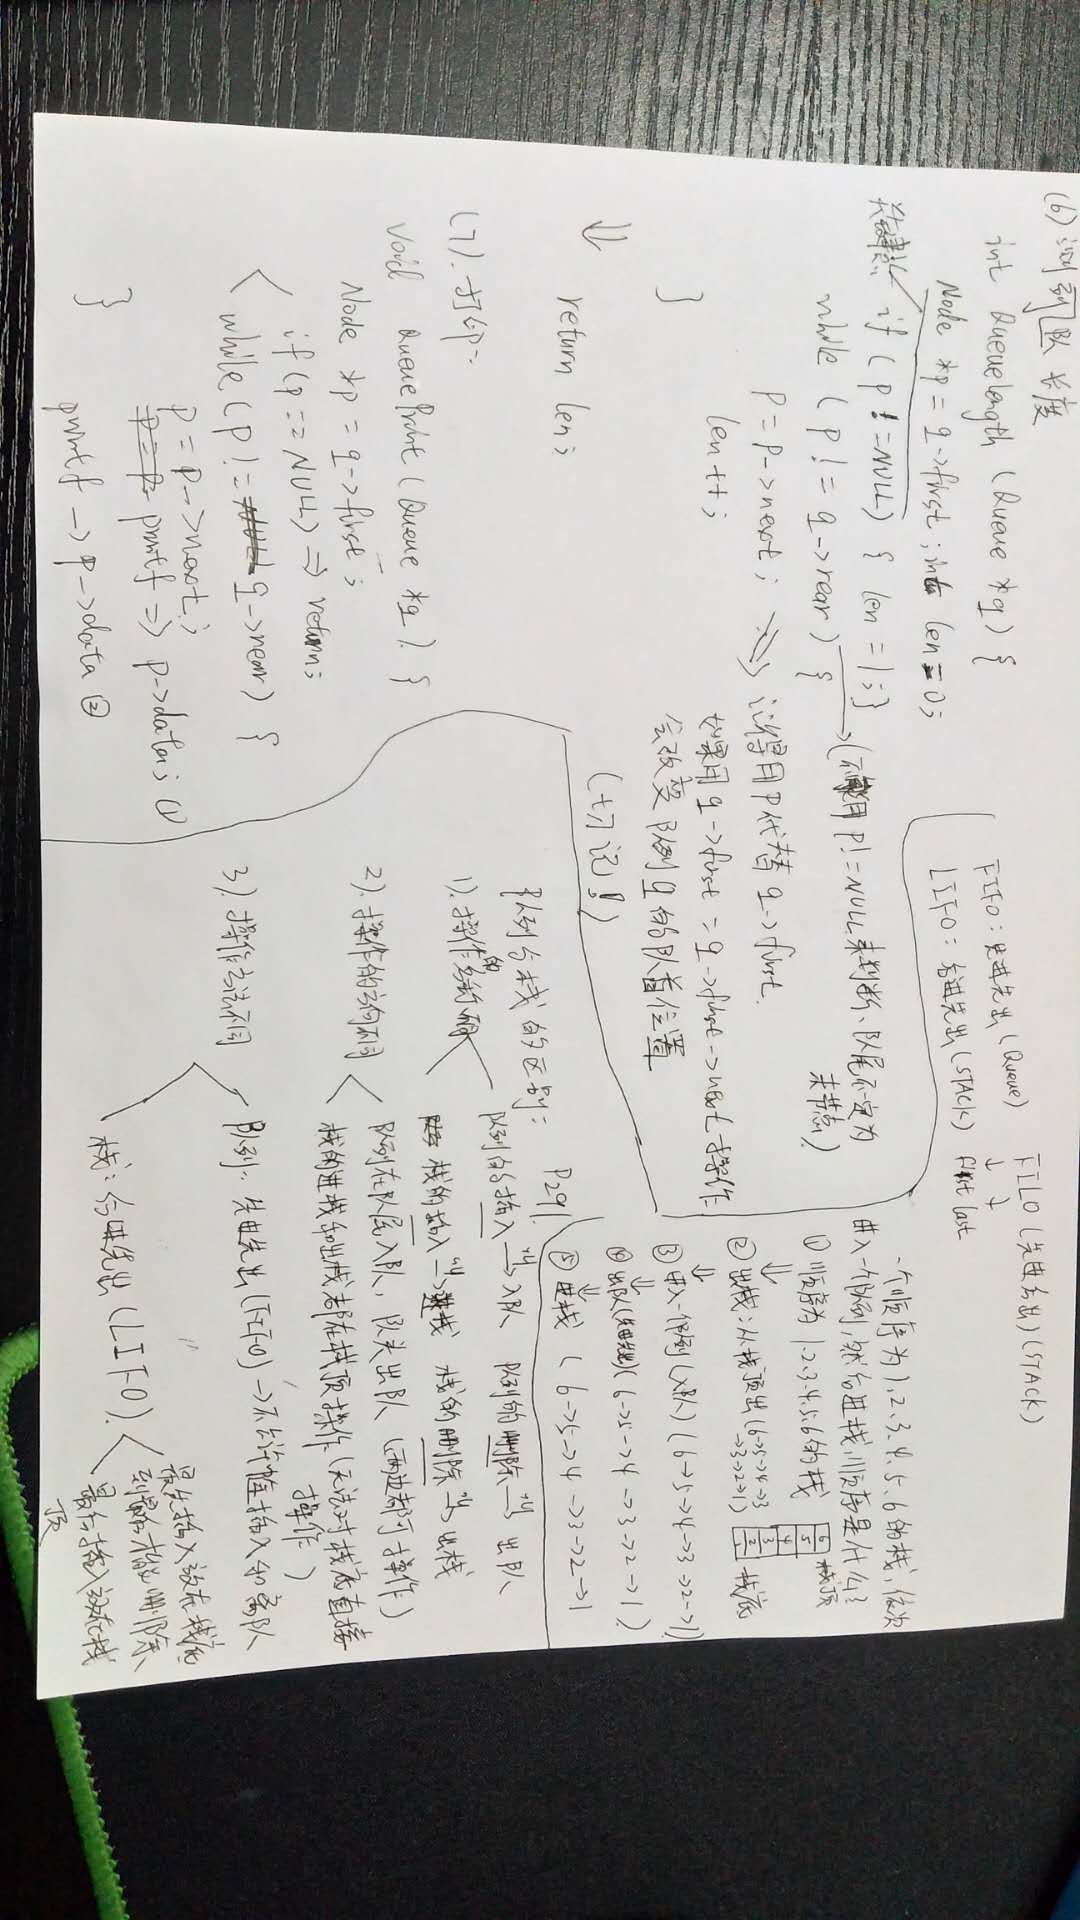 (6) 测列队长度
int Queuelength (Queue *q) {
Node *p = q->first ; int len = 0;
关键点
if ( p != NULL) { len = 1; }
while ( p != q->rear ) {
(不能用 p != NULL 来判断、队尾不一定为
末节点)
p = p->next ;
记得用p代替 q->first.
len ++ ;
如果用 q->first = q->first->next 操作
会改变队列q的队首位置
(切记!)
}
return len;
(7). 打印:
void QueuePrint (Queue *q) {
Node *p = q->first ;
if (p == NULL) => return;
while (p != q->rear) {
p = p->next ;
printf => p->data; ①
}
printf -> p->data ②
FIFO: 先进先出 (Queue)
LIFO: 后进先出 (STACK)
FILO (先进后出) (STACK)
first last
一个顺序为1、2、3、4、5、6的栈、依次
进入一个队列,然后进栈,顺序是什么?
① 顺序为 1.2.3.4.5.6的栈
6 栈顶
5
4
3
2
1 栈底
② 出栈:从栈顶出 (6->5->4->3
->3->2->1)
③ 进入一个队列 (入队) ( 6->5->4->3->2->1)
④ 出队(先进先出) ( 6->5->4->3->2->1 )
⑤ 进栈 ( 6->5->4->3->2->1
队列与栈的区别: P291.
1). 操作的名称不同
队列的插入 叫-> 入队 队列的删除 叫-> 出队
栈的插入 叫-> 进栈 栈的删除 叫-> 出栈
2). 操作的方向不同
队列在队尾入队, 队头出队 (两边都可操作)
栈的进栈和出栈都在栈顶操作 (无法对栈底直接
操作)
3). 操作方法不同
队列: 先进先出 (FIFO) -> 不允许插入和离队
栈: 后进先出 (LIFO).
最先插入放在栈底
到最后才能删除
最后插入放在栈
顶